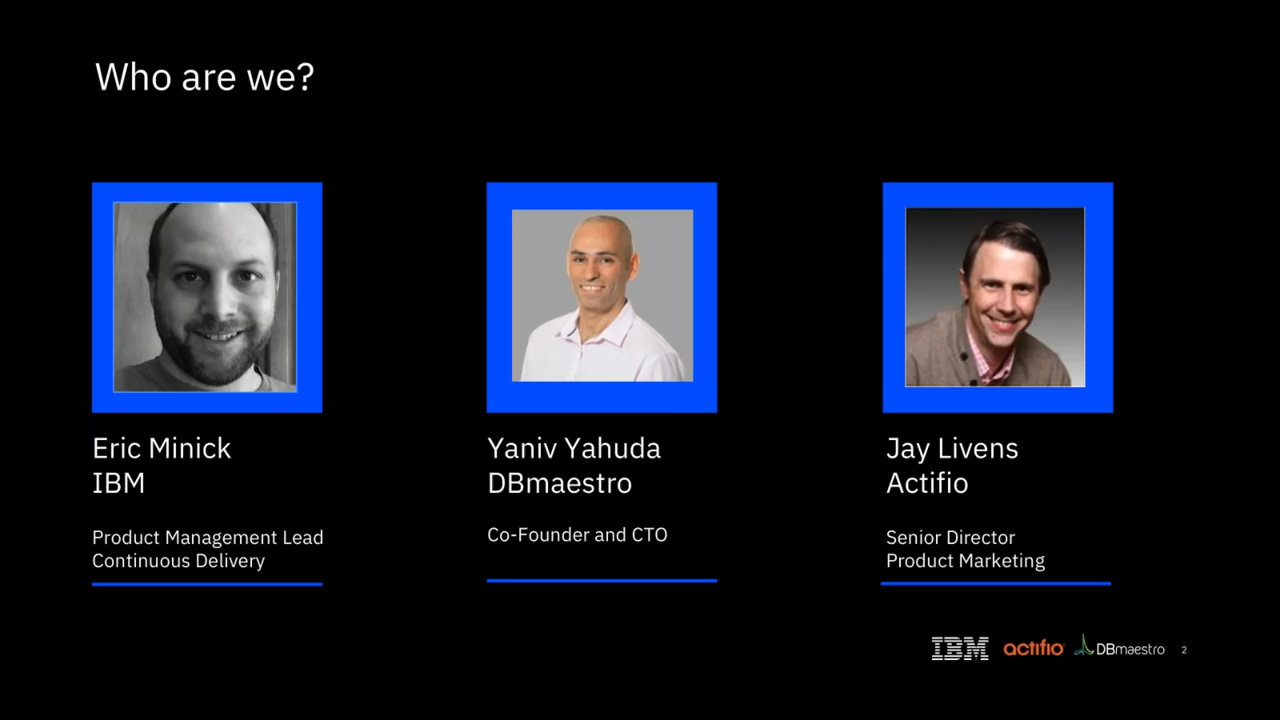 Who are we?
Eric Minick
IBM
Product Management Lead
Continuous Delivery
Yaniv Yahuda
DBmaestro
Co-Founder and CTO
Jay Livens
Actifio
Senior Director
Product Marketing
IBM actifio DBmaestro 2